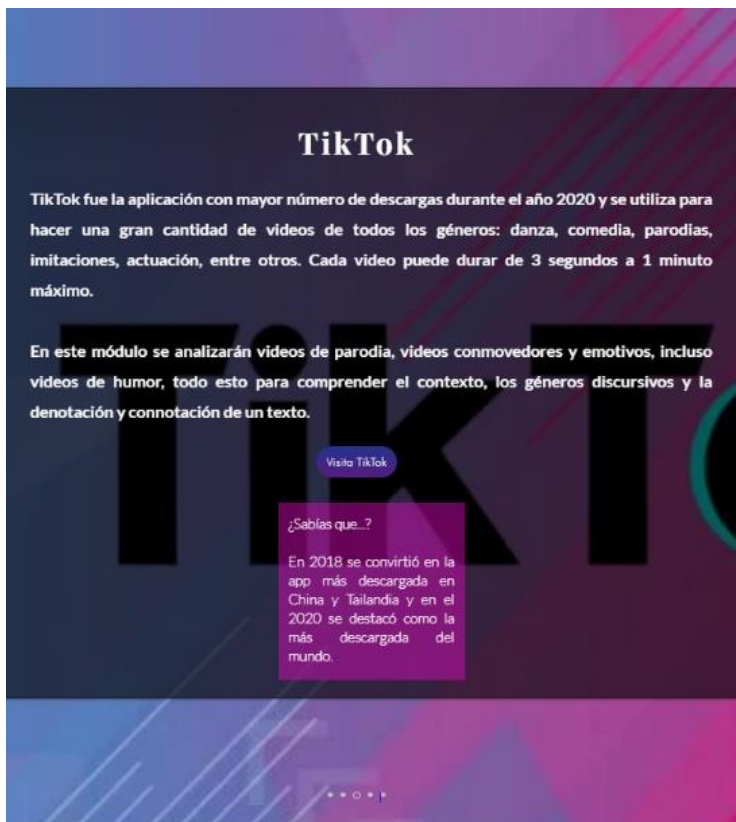 TikTok
TikTok fue la aplicación con mayor número de descargas durante el año 2020 y se utiliza para
hacer una gran cantidad de videos de todos los géneros: danza, comedia, parodias,
imitaciones, actuación, entre otros. Cada video puede durar de 3 segundos a 1 minuto
máximo.
En este módulo se analizarán videos de parodia, videos conmovedores y emotivos, incluso
videos de humor, todo esto para comprender el contexto, los géneros discursivos y la
denotación y connotación de un texto.
TikTo
Visita TikTok
¿Sabías que...?
En 2018 se convirtió en la
app más descargada en
China y Tailandia y en el
2020 se destacó como la
más descargada del
mundo.